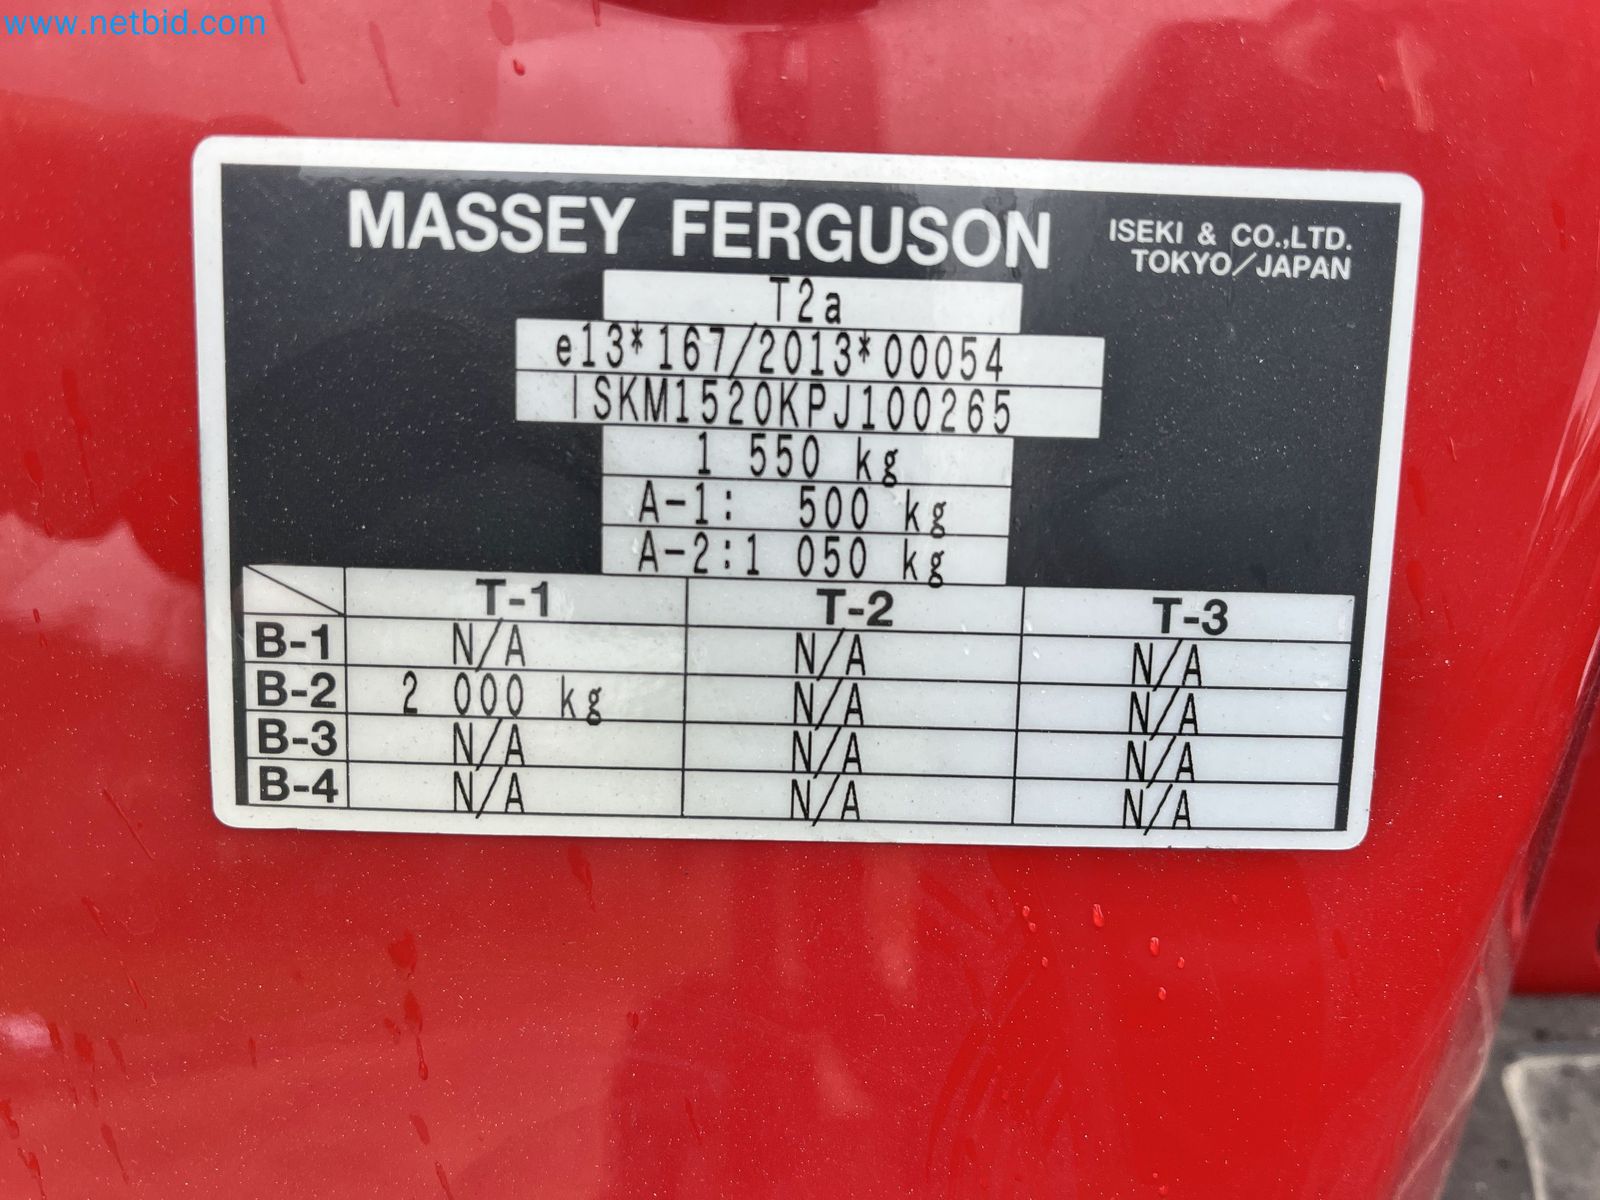 www.netbid.com
MASSEY FERGUSON
ISEKI & CO.,LTD.
TOKYO/JAPAN
T2a
e13*167/2013*00054
ISKM1520KPJ100265
1 550 kg
A-1: 500 kg
A-2:1 050 kg
T-1 T-2 T-3
B-1 N/A N/A N/A
B-2 2 000 kg N/A N/A
B-3 N/A N/A N/A
B-4 N/A N/A N/A